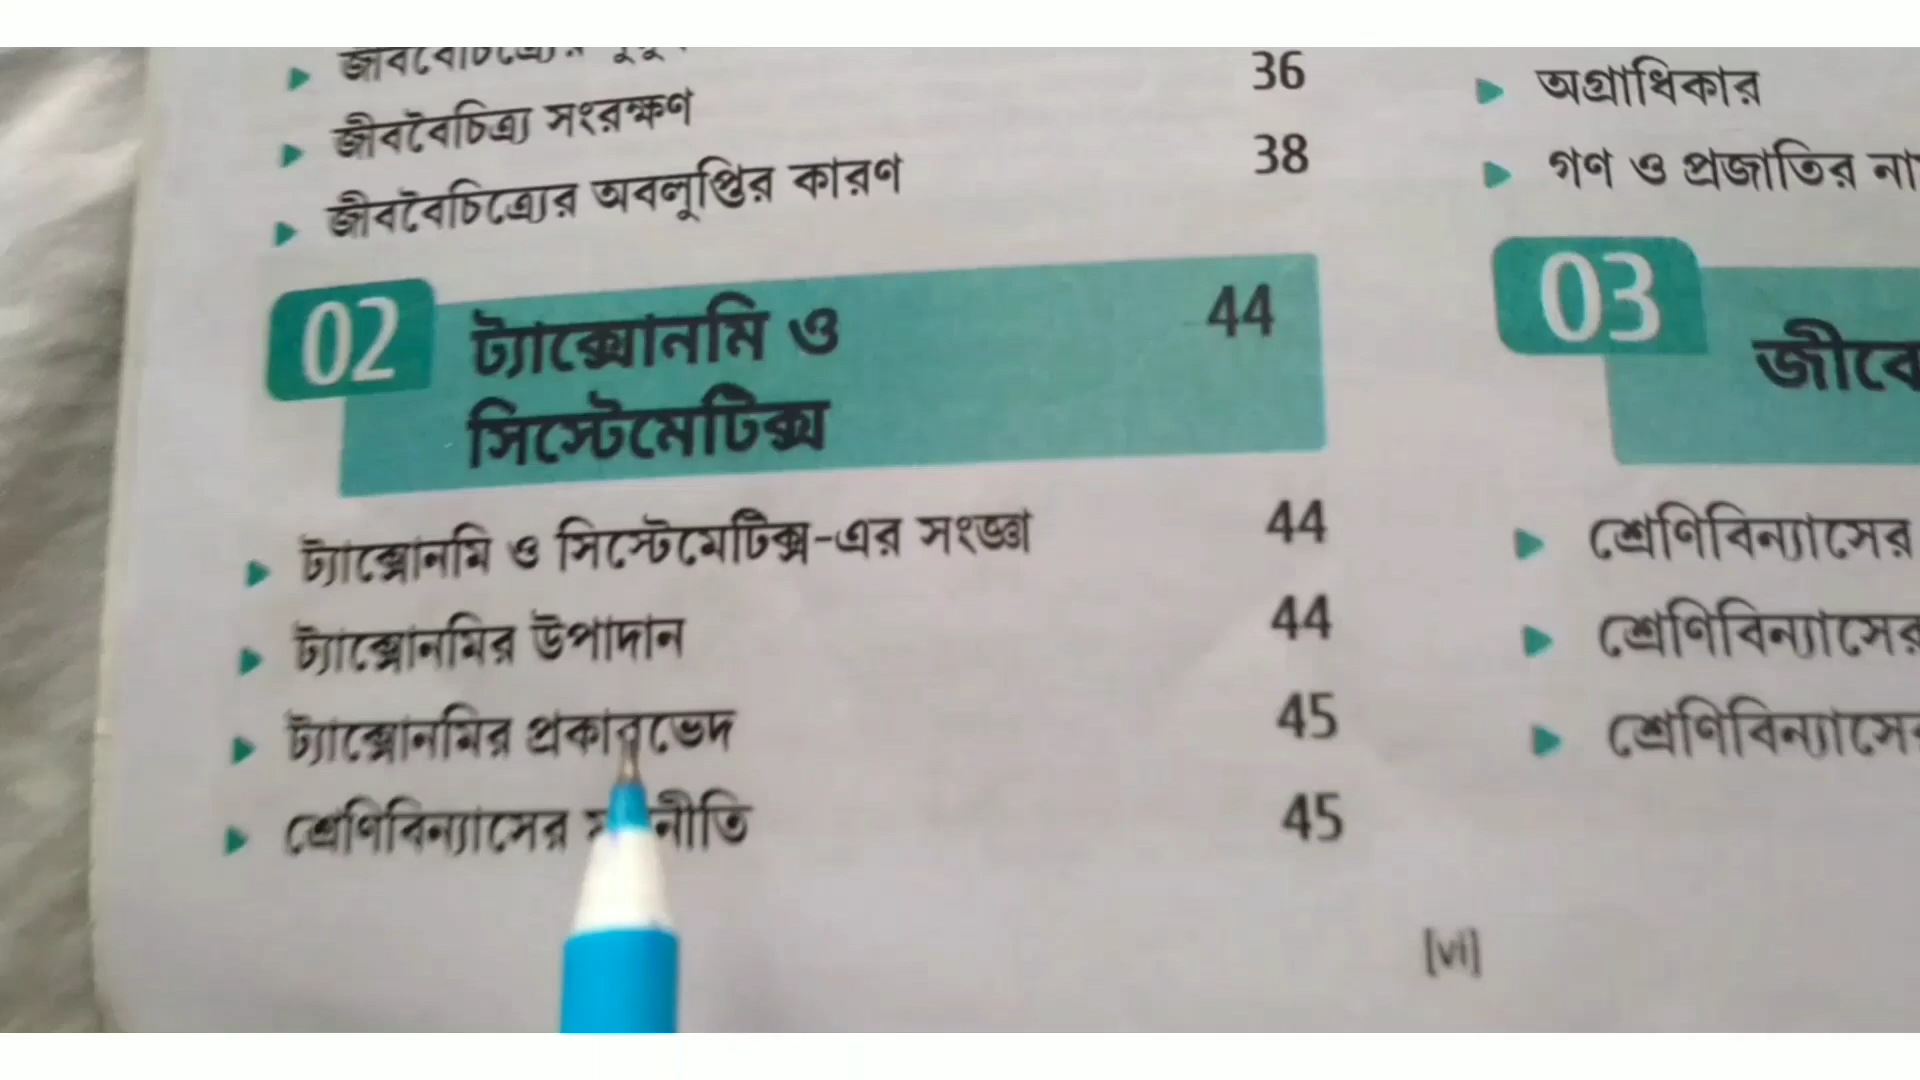 জীববৈচিত্র্যের
36
জীববৈচিত্র্য সংরক্ষণ
38
জীববৈচিত্র্যের অবলুপ্তির কারণ
02 ট্যাক্সোনমি ও 44
সিস্টেমেটিক্স
ট্যাক্সোনমি ও সিস্টেমেটিক্স-এর সংজ্ঞা 44
ট্যাক্সোনমির উপাদান 44
ট্যাক্সোনমির প্রকারভেদ 45
শ্রেণিবিন্যাসের 45
অগ্রাধিকার
গণ ও প্রজাতির
03
শ্রেণিবিন্যাসের
শ্রেণিবিন্যাসের
[vi]